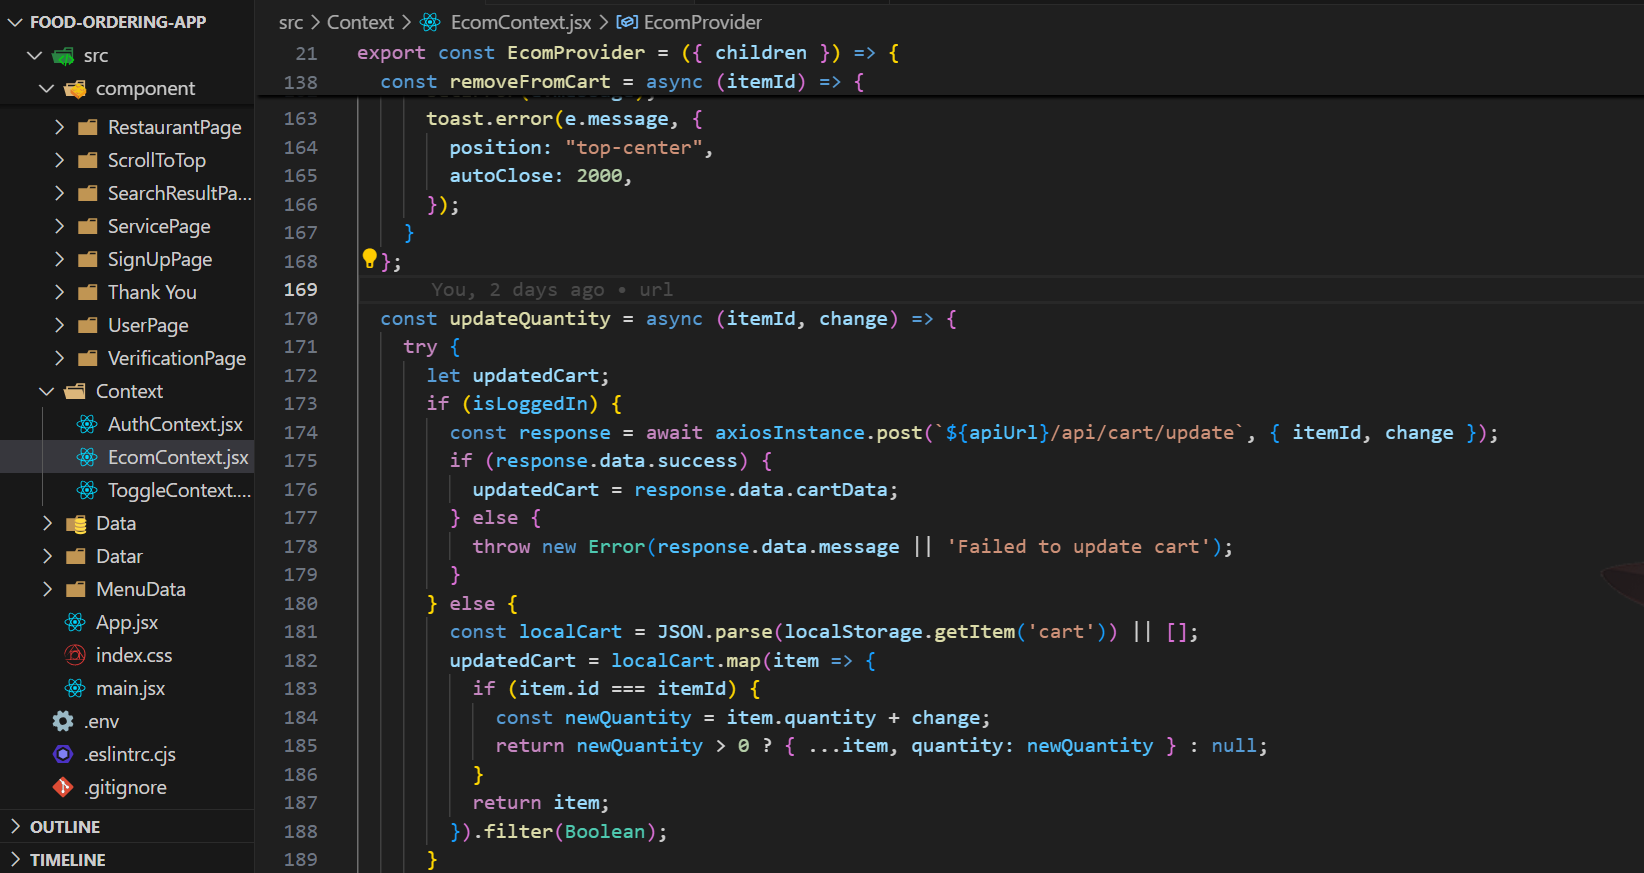 FOOD-ORDERING-APP
src
component
RestaurantPage
ScrollToTop
SearchResultPa...
ServicePage
SignUpPage
Thank You
UserPage
VerificationPage
Context
AuthContext.jsx
EcomContext.jsx
ToggleContext....
Data
Datar
MenuData
App.jsx
index.css
main.jsx
.env
.eslintrc.cjs
.gitignore
OUTLINE
TIMELINE
src > Context > EcomContext.jsx > EcomProvider
21 export const EcomProvider = ({ children }) => {
138 const removeFromCart = async (itemId) => {
163 toast.error(e.message, {
164 position: "top-center",
165 autoClose: 2000,
166 });
167 }
168 };
169 You, 2 days ago • url
170 const updateQuantity = async (itemId, change) => {
171 try {
172 let updatedCart;
173 if (isLoggedIn) {
174 const response = await axiosInstance.post(`${apiUrl}/api/cart/update`, { itemId, change });
175 if (response.data.success) {
176 updatedCart = response.data.cartData;
177 } else {
178 throw new Error(response.data.message || 'Failed to update cart');
179 }
180 } else {
181 const localCart = JSON.parse(localStorage.getItem('cart')) || [];
182 updatedCart = localCart.map(item => {
183 if (item.id === itemId) {
184 const newQuantity = item.quantity + change;
185 return newQuantity > 0 ? { ...item, quantity: newQuantity } : null;
186 }
187 return item;
188 }).filter(Boolean);
189 }